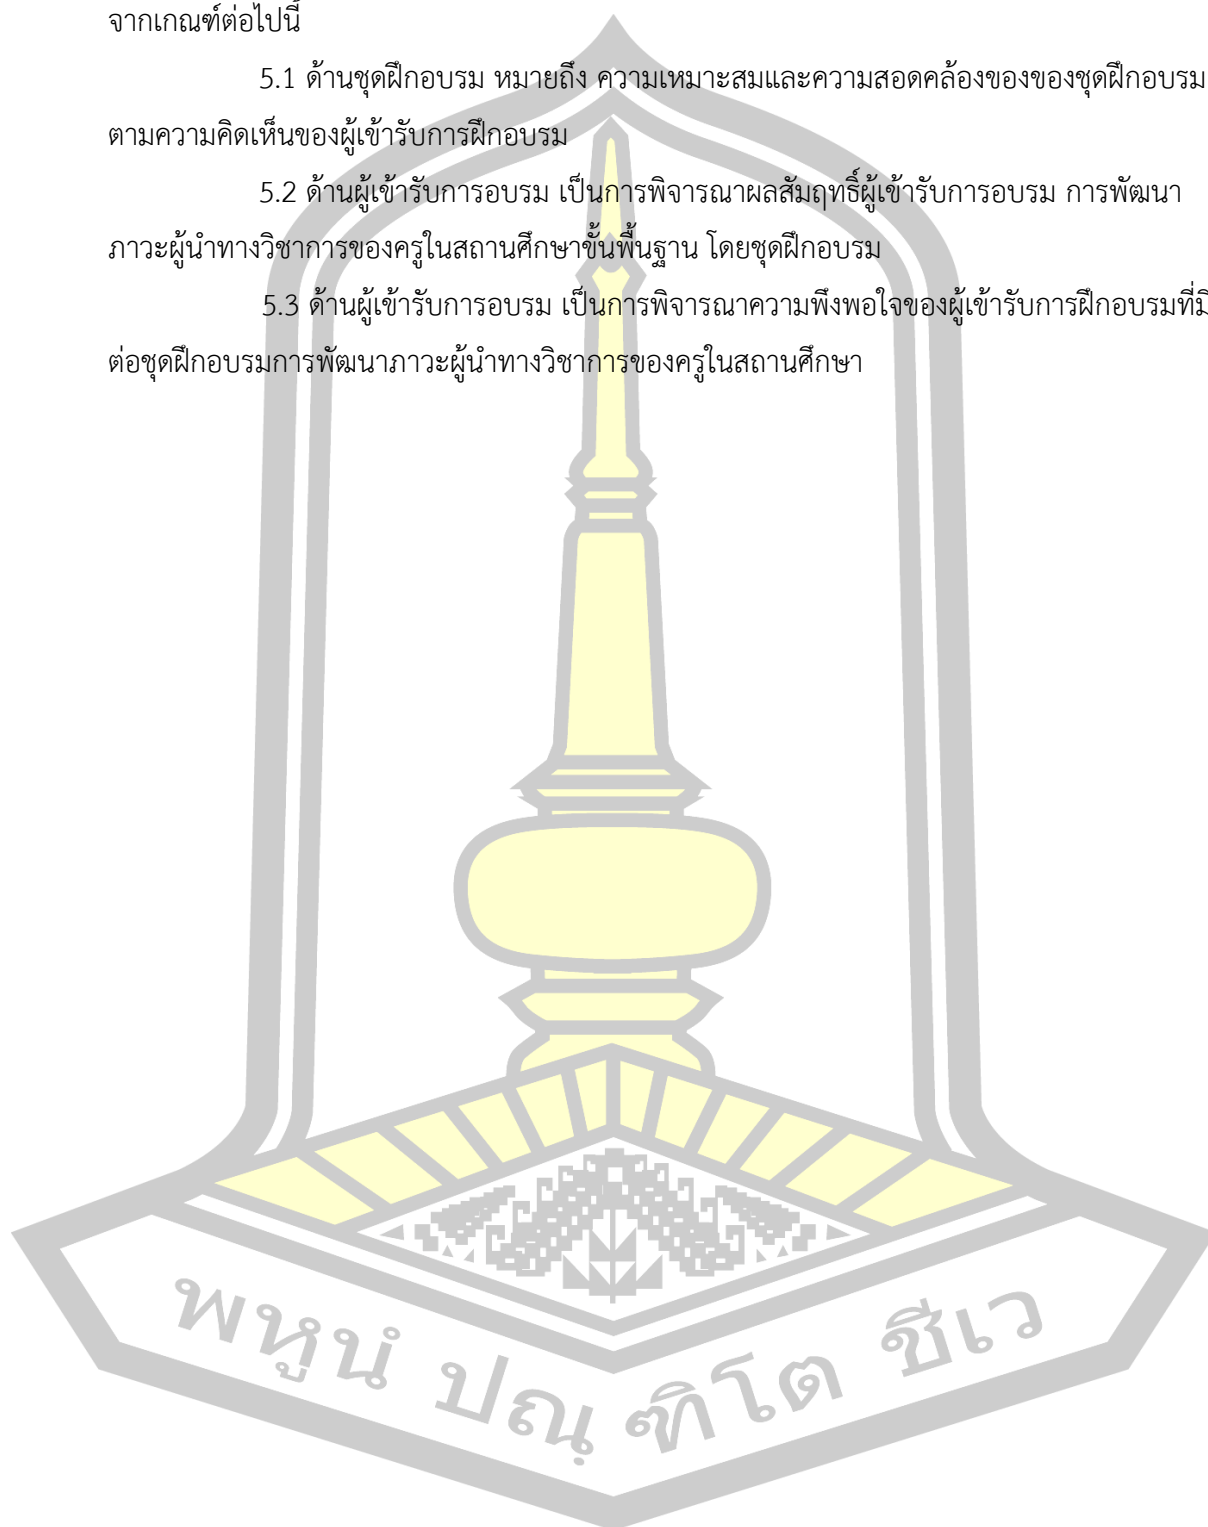 จากเกณฑ์ต่อไปนี้
5.1 ด้านชุดฝึกอบรม หมายถึง ความเหมาะสมและความสอดคล้องของของชุดฝึกอบรม
ตามความคิดเห็นของผู้เข้ารับการฝึกอบรม
5.2 ด้านผู้เข้ารับการอบรม เป็นการพิจารณาผลสัมฤทธิ์ผู้เข้ารับการอบรม การพัฒนา
ภาวะผู้นำทางวิชาการของครูในสถานศึกษาขั้นพื้นฐาน โดยชุดฝึกอบรม
5.3 ด้านผู้เข้ารับการอบรม เป็นการพิจารณาความพึงพอใจของผู้เข้ารับการฝึกอบรมที่มี
ต่อชุดฝึกอบรมการพัฒนาภาวะผู้นำทางวิชาการของครูในสถานศึกษา
พหูนํ ปณฺฑิโต ชีเว